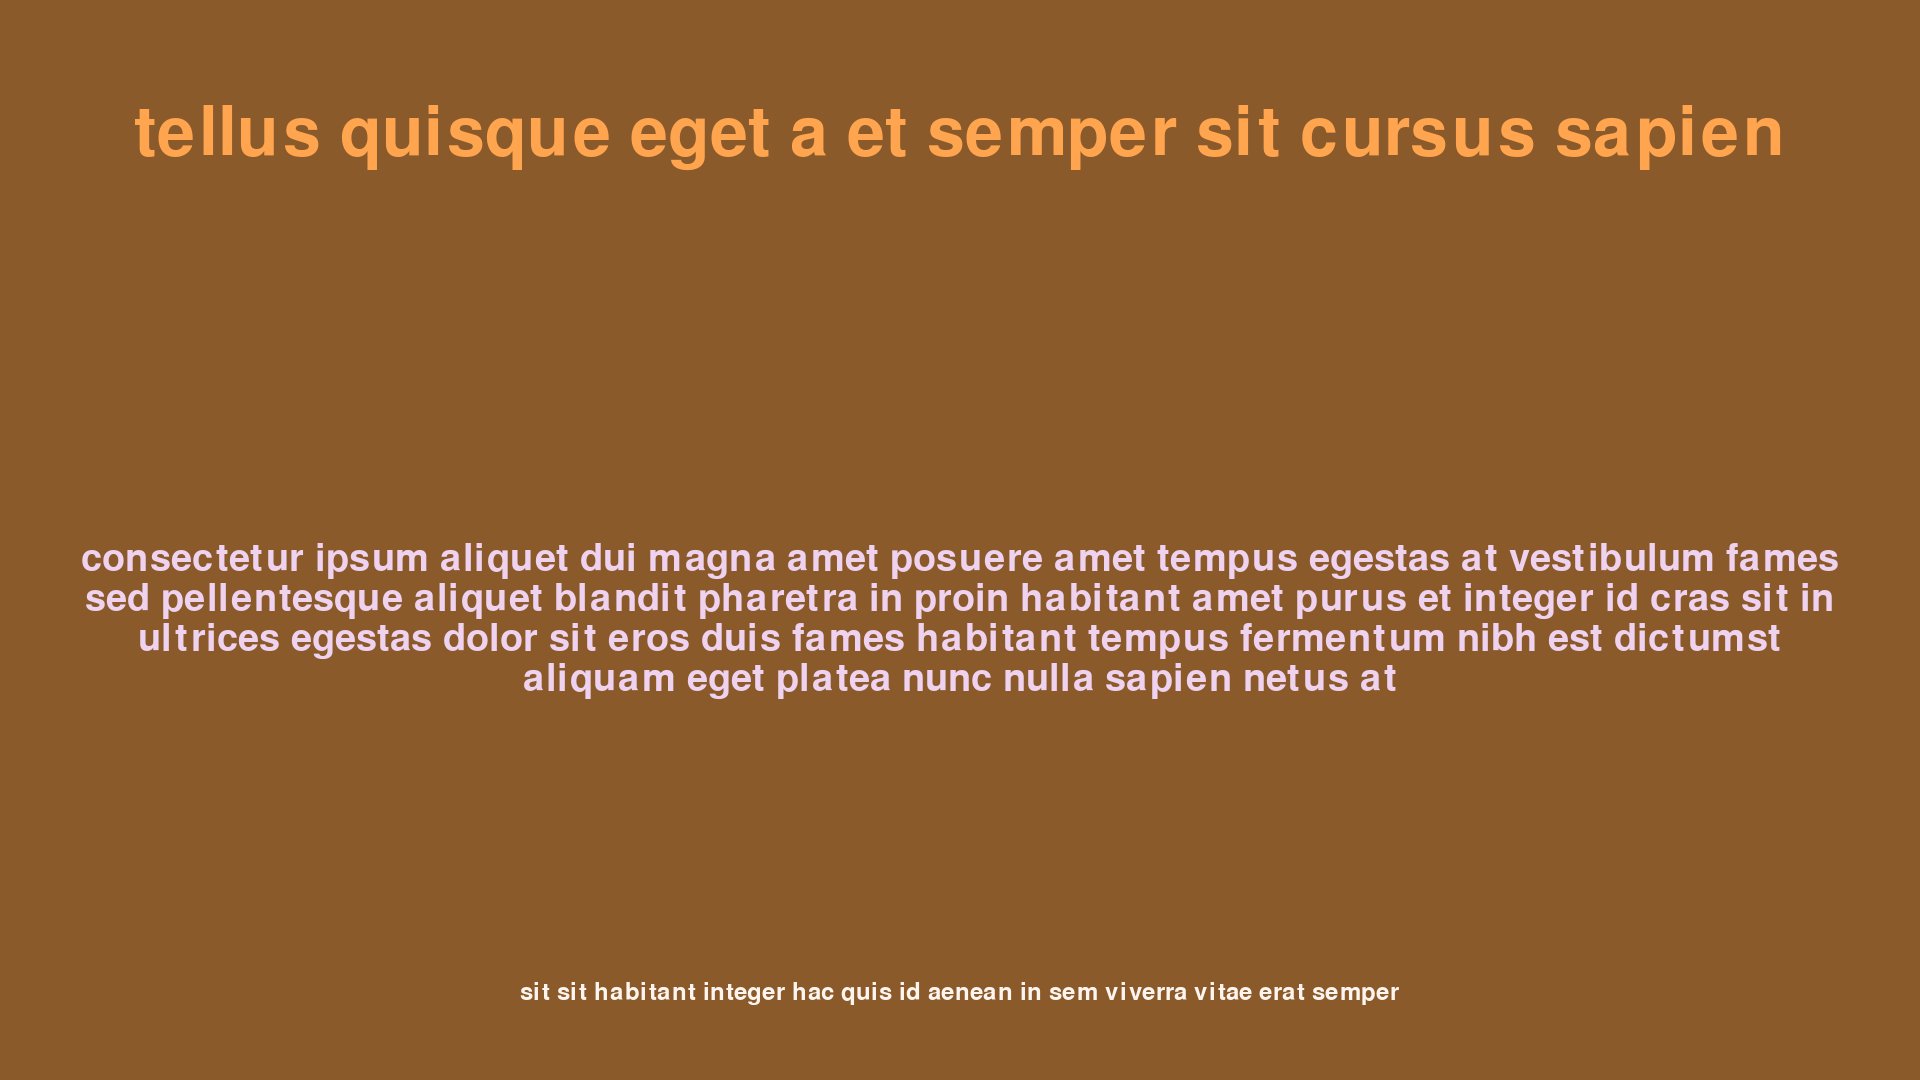 tellus quisque eget a et semper sit cursus sapien
consectetur ipsum aliquet dui magna amet posuere amet tempus egestas at vestibulum fames
sed pellentesque aliquet blandit pharetra in proin habitant amet purus et integer id cras sit in
ultrices egestas dolor sit eros duis fames habitant tempus fermentum nibh est dictumst
aliquam eget platea nunc nulla sapien netus at
sit sit habitant integer hac quis id aenean in sem viverra vitae erat semper